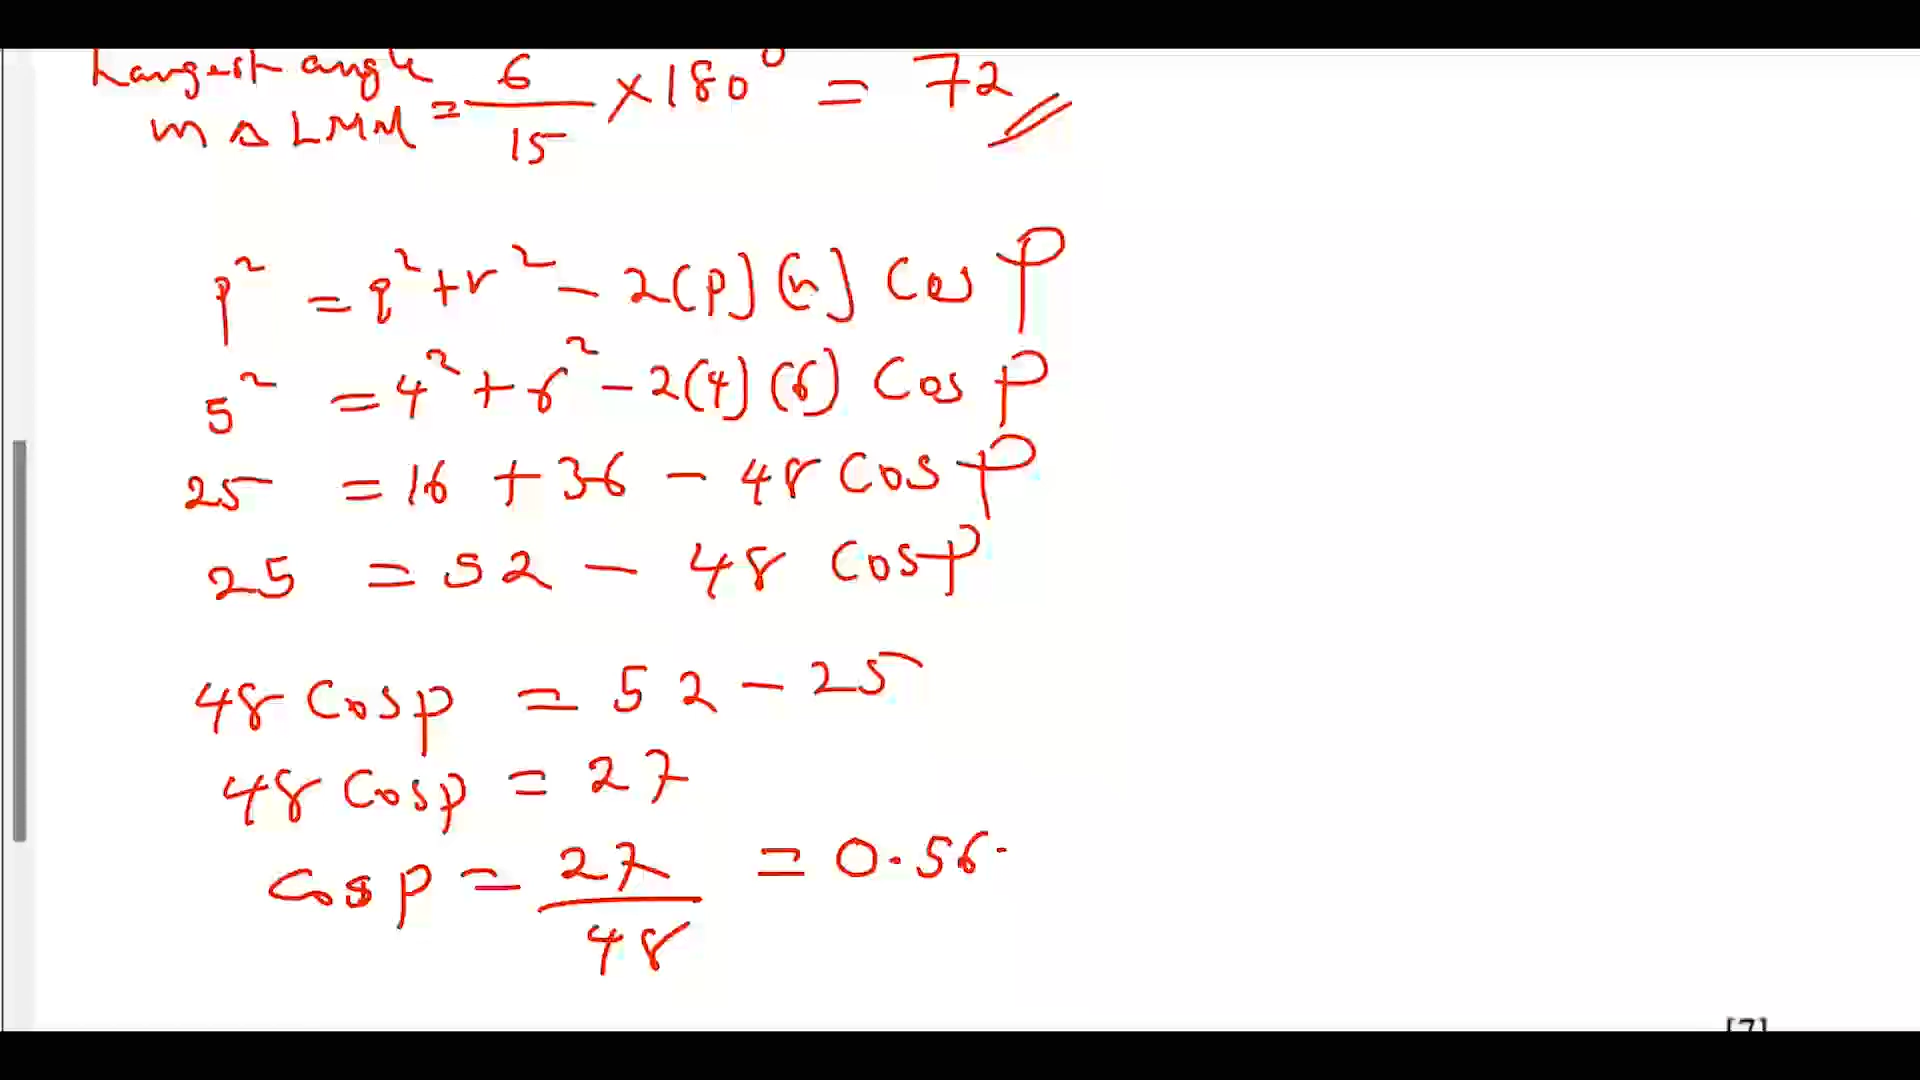 Largest angle = 6/15 × 180° = 72
in △ LMN
p² = q² + r² - 2(p)(r) Cos P
5² = 4² + 6² - 2(4)(6) Cos P
25 = 16 + 36 - 48 Cos P
25 = 52 - 48 Cos P
48 Cos P = 52 - 25
48 Cos P = 27
Cos P = 27/48 = 0.56
[7]